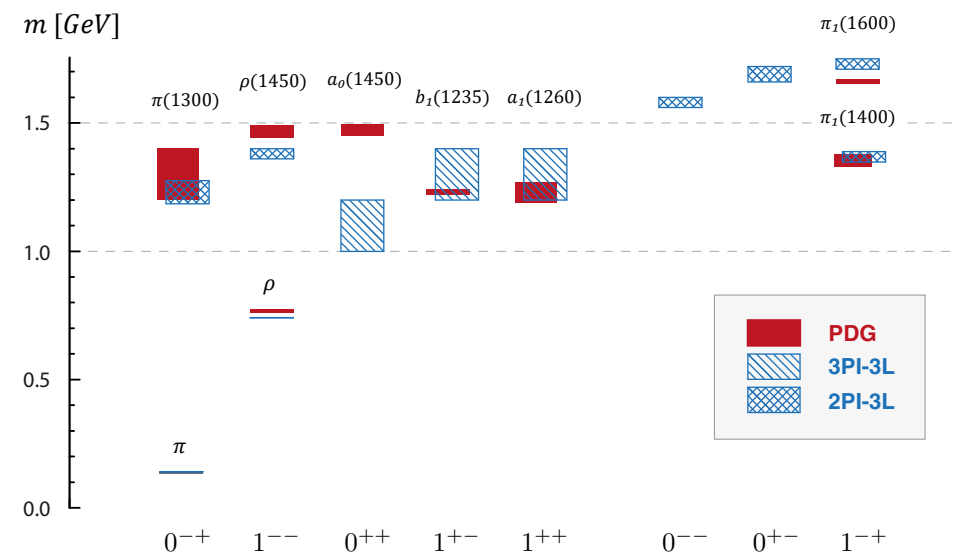 m [GeV]
π₁(1600)
ρ(1450)
a₀(1450)
π(1300)
b₁(1235)
a₁(1260)
π₁(1400)
1.5
1.0
ρ
PDG
3PI-3L
2PI-3L
0.5
π
0.0
0⁻⁺ 1⁻⁻ 0⁺⁺ 1⁺⁻ 1⁺⁺ 0⁻⁻ 0⁺⁻ 1⁻⁺